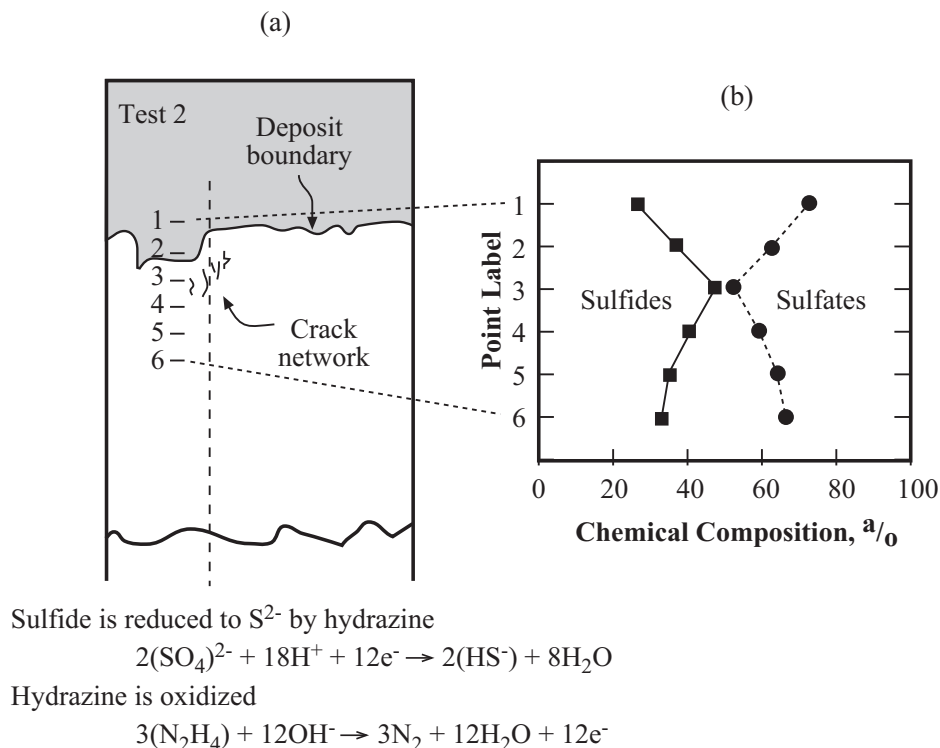 (a)
Test 2
Deposit
boundary
1
2
3
4
5
6
Crack
network
(b)
Point Label
1
2
3
4
5
6
Sulfides
Sulfates
0 20 40 60 80 100
Chemical Composition, a/o
Sulfide is reduced to S2- by hydrazine
2(SO4)2- + 18H+ + 12e- → 2(HS-) + 8H2O
Hydrazine is oxidized
3(N2H4) + 12OH- → 3N2 + 12H2O + 12e-